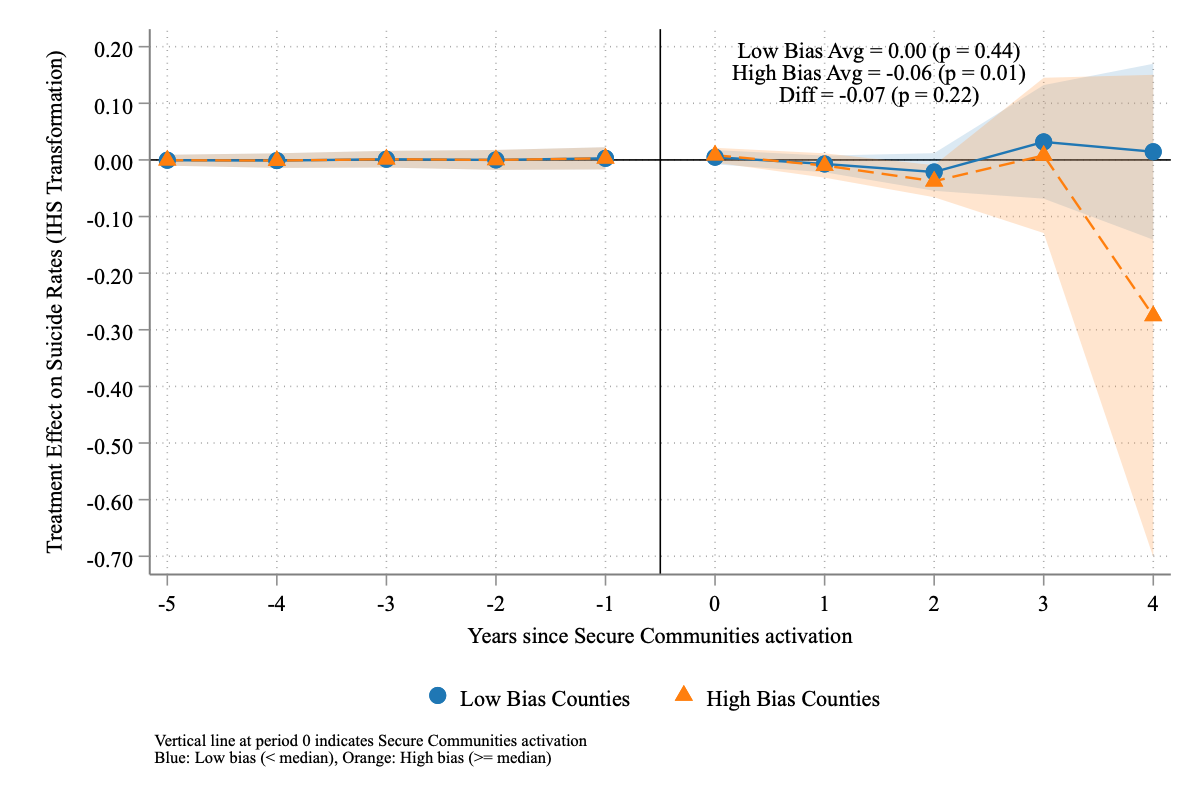 Low Bias Avg = 0.00 (p = 0.44)
High Bias Avg = -0.06 (p = 0.01)
Diff = -0.07 (p = 0.22)
Treatment Effect on Suicide Rates (IHS Transformation)
0.20
0.10
0.00
-0.10
-0.20
-0.30
-0.40
-0.50
-0.60
-0.70
-5 -4 -3 -2 -1 0 1 2 3 4
Years since Secure Communities activation
Low Bias Counties High Bias Counties
Vertical line at period 0 indicates Secure Communities activation
Blue: Low bias (< median), Orange: High bias (>= median)